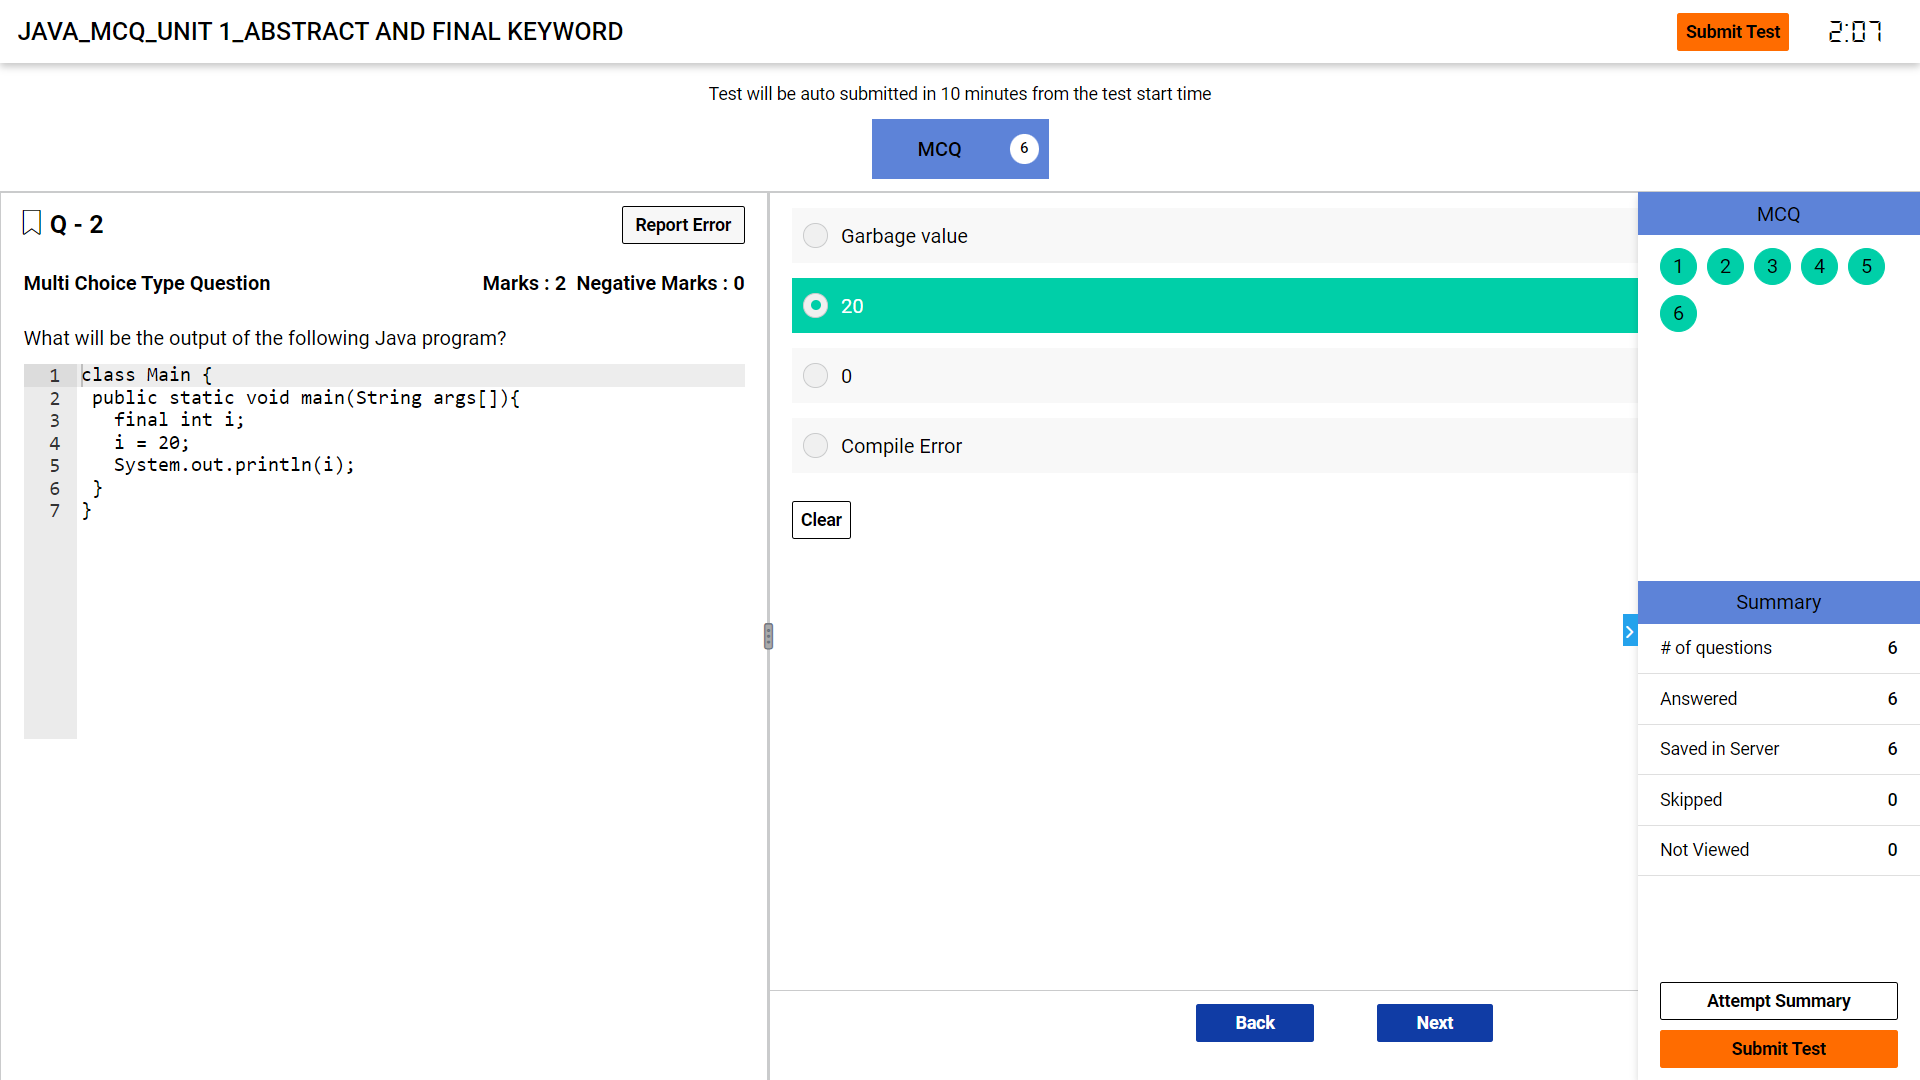 JAVA_MCQ_UNIT 1_ABSTRACT AND FINAL KEYWORD
Submit Test
2:07
Test will be auto submitted in 10 minutes from the test start time
MCQ 6
Q - 2
Report Error
Multi Choice Type Question
Marks : 2 Negative Marks : 0
What will be the output of the following Java program?
1 class Main {
2 public static void main(String args[]){
3 final int i;
4 i = 20;
5 System.out.println(i);
6 }
7 }
Garbage value
20
0
Compile Error
Clear
Back
Next
MCQ
1 2 3 4 5
6
Summary
# of questions 6
Answered 6
Saved in Server 6
Skipped 0
Not Viewed 0
Attempt Summary
Submit Test